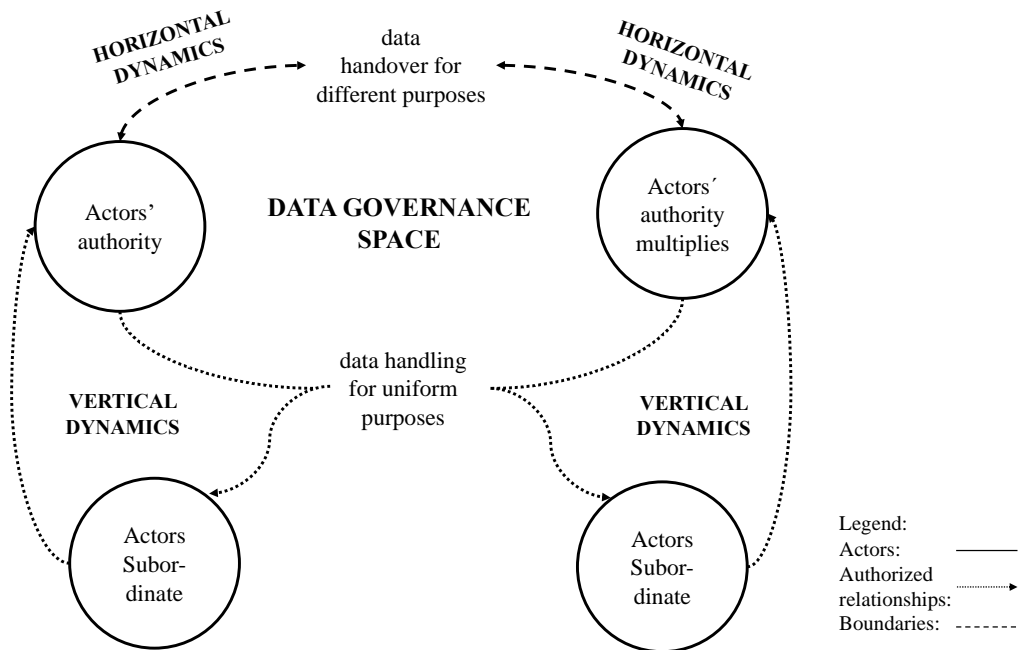 HORIZONTAL
DYNAMICS
data
handover for
different purposes
HORIZONTAL
DYNAMICS
Actors’
authority
DATA GOVERNANCE
SPACE
Actors´
authority
multiplies
data handling
for uniform
purposes
VERTICAL
DYNAMICS
VERTICAL
DYNAMICS
Actors
Subor-
dinate
Actors
Subor-
dinate
Legend:
Actors:
Authorized
relationships:
Boundaries: